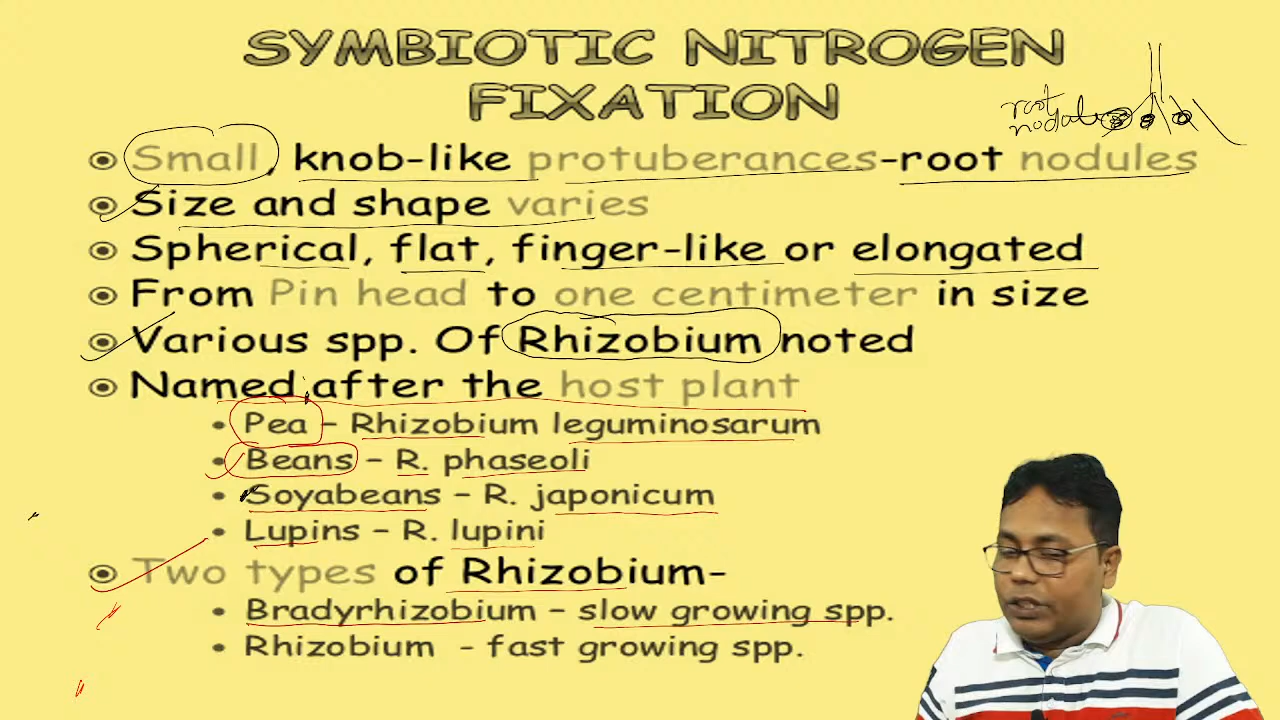 SYMBIOTIC NITROGEN
FIXATION
root
Small, knob-like protuberances-root nodules
Size and shape varies
Spherical, flat, finger-like or elongated
From Pin head to one centimeter in size
Various spp. Of Rhizobium noted
Named after the host plant
Pea – Rhizobium leguminosarum
Beans – R. phaseoli
Soyabeans – R. japonicum
Lupins – R. lupini
Two types of Rhizobium-
Bradyrhizobium – slow growing spp.
Rhizobium - fast growing spp.